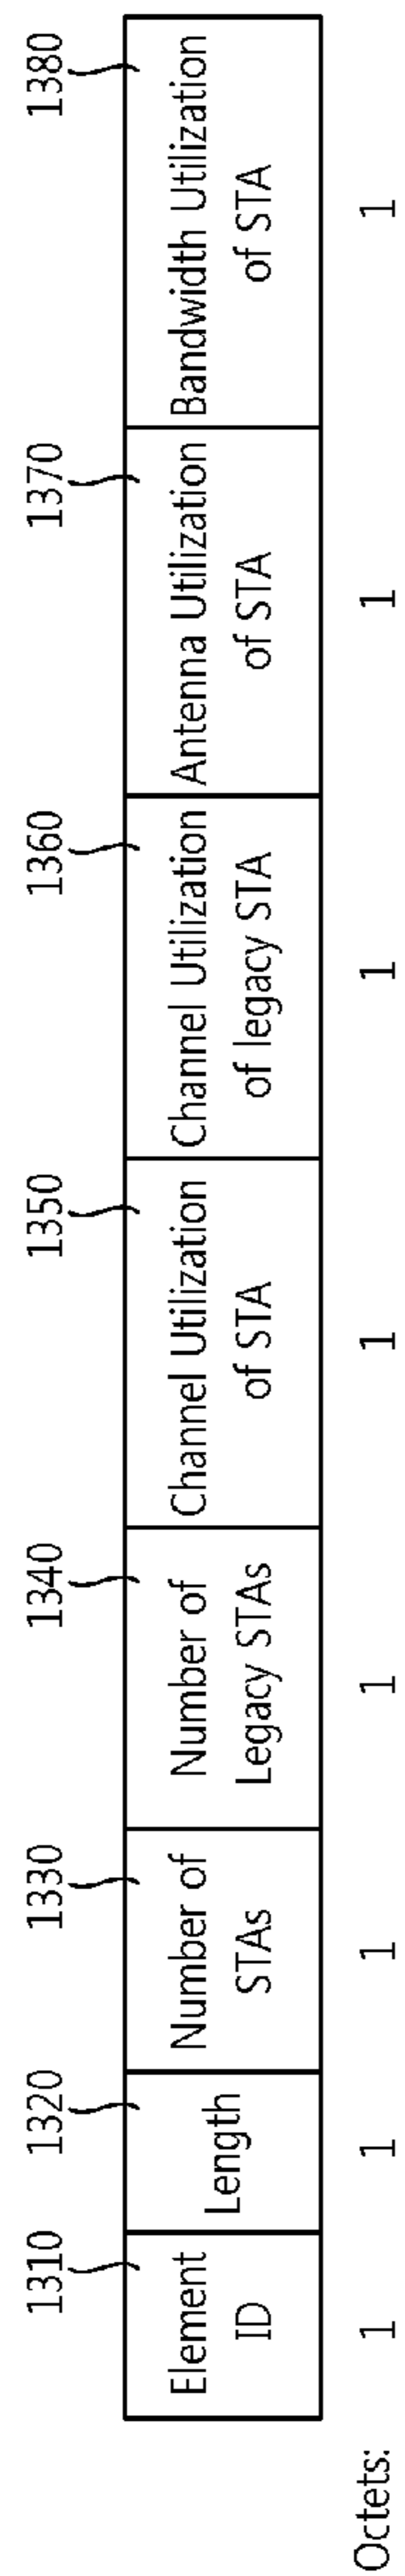 1310 1320 1330 1340 1350 1360 1370 1380
Element Length Number of Number of Channel Utilization Channel Utilization Antenna Utilization Bandwidth Utilization
ID STAs Legacy STAs of STA of legacy STA of STA of STA
Octets: 1 1 1 1 1 1 1 1